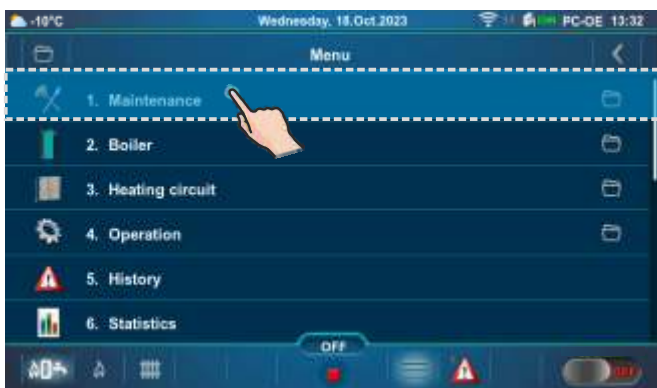 -10°C Wednesday, 18.Oct.2023 PC-OE 13:32
Menu
1. Maintenance
2. Boiler
3. Heating circuit
4. Operation
5. History
6. Statistics
OFF
OFF